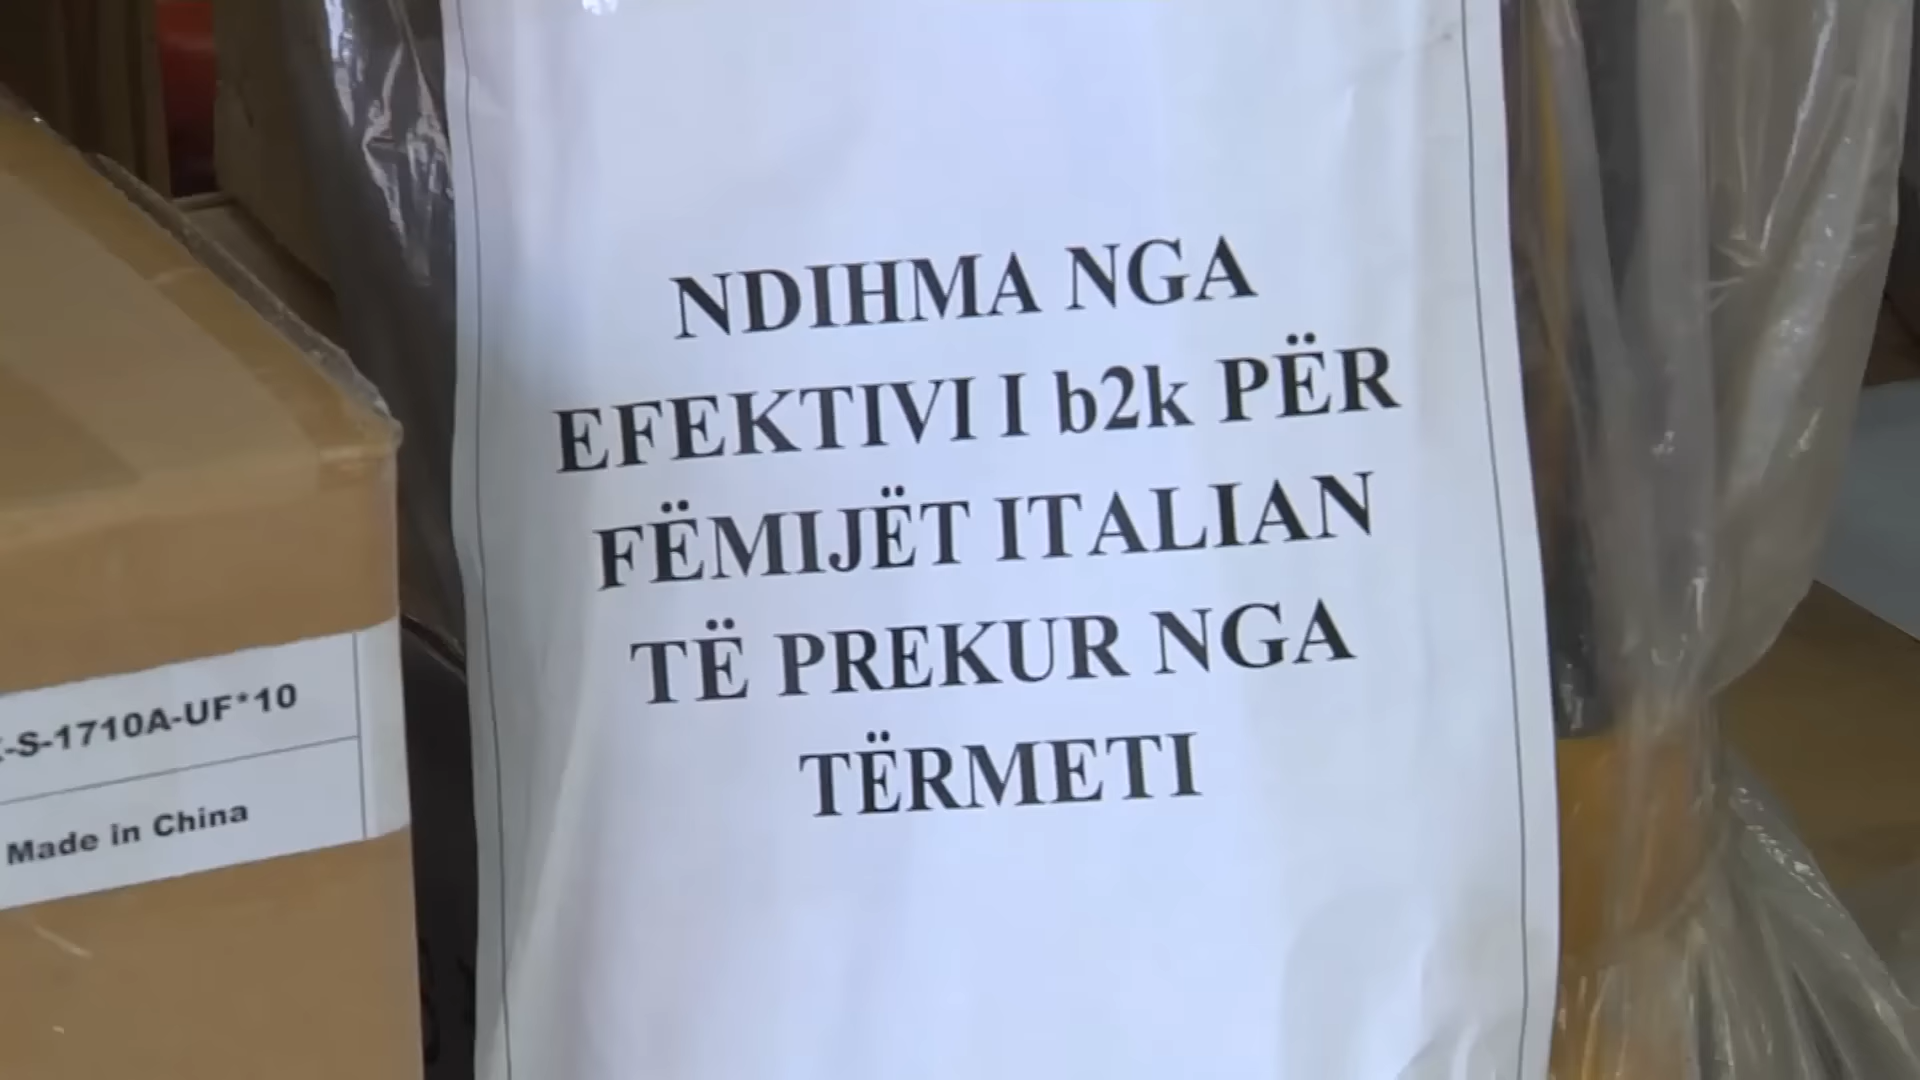 NDIHMA NGA
EFEKTIVI I b2k PËR
FËMIJËT ITALIAN
TË PREKUR NGA
TËRMETI
-S-1710A-UF*10
Made in China